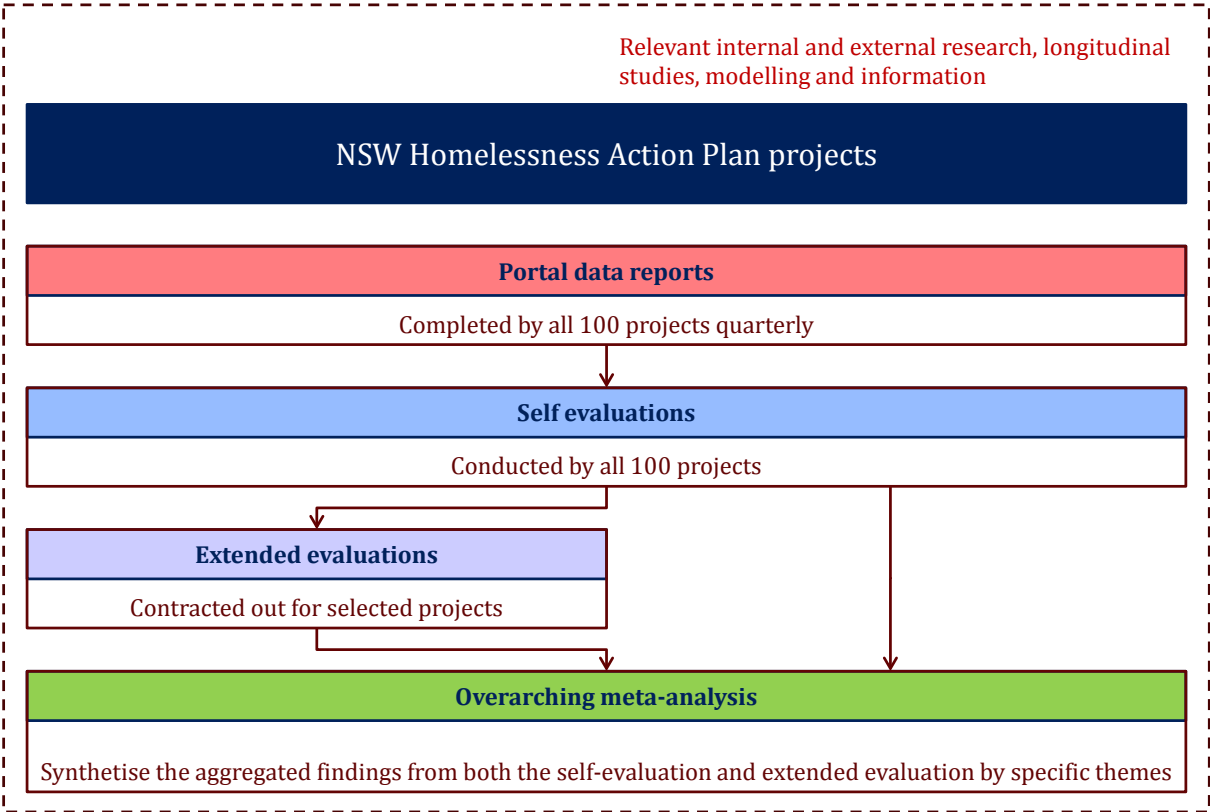 Relevant internal and external research, longitudinal
studies, modelling and information
NSW Homelessness Action Plan projects
Portal data reports
Completed by all 100 projects quarterly
Self evaluations
Conducted by all 100 projects
Extended evaluations
Contracted out for selected projects
Overarching meta-analysis
Synthetise the aggregated findings from both the self-evaluation and extended evaluation by specific themes